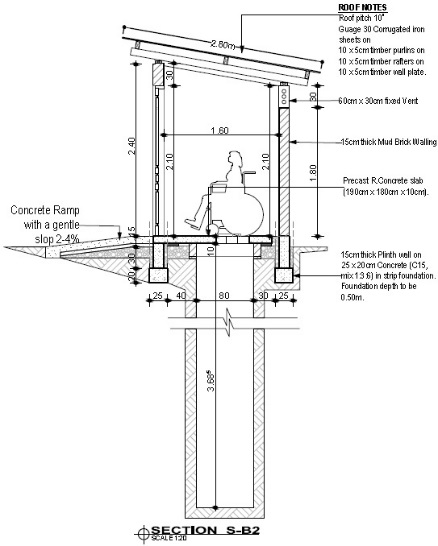 ROOF NOTES
Roof pitch 10°
Guage 30 Corrugated iron
sheets on
10 x 5cm timber purlins on
10 x 5cm timber rafters on
10 x 5cm timber wall plate.
2.60m
30
60cm x 30cm fixed Vent
30
1.60
15cm thick Mud Brick Walling
2.40
2.10
2.10
1.80
Precast R.Concrete slab
(190cm x 180cm x 10cm).
Concrete Ramp
with a gentle
slop 2-4%
15
10
30
20
15cm thick Plinth wall on
25 x 20cm Concrete (C15,
mix 1:3:6) in strip foundation.
Foundation depth to be
0.50m.
25
40
80
30
25
SECTION S-B2
SCALE 1:20